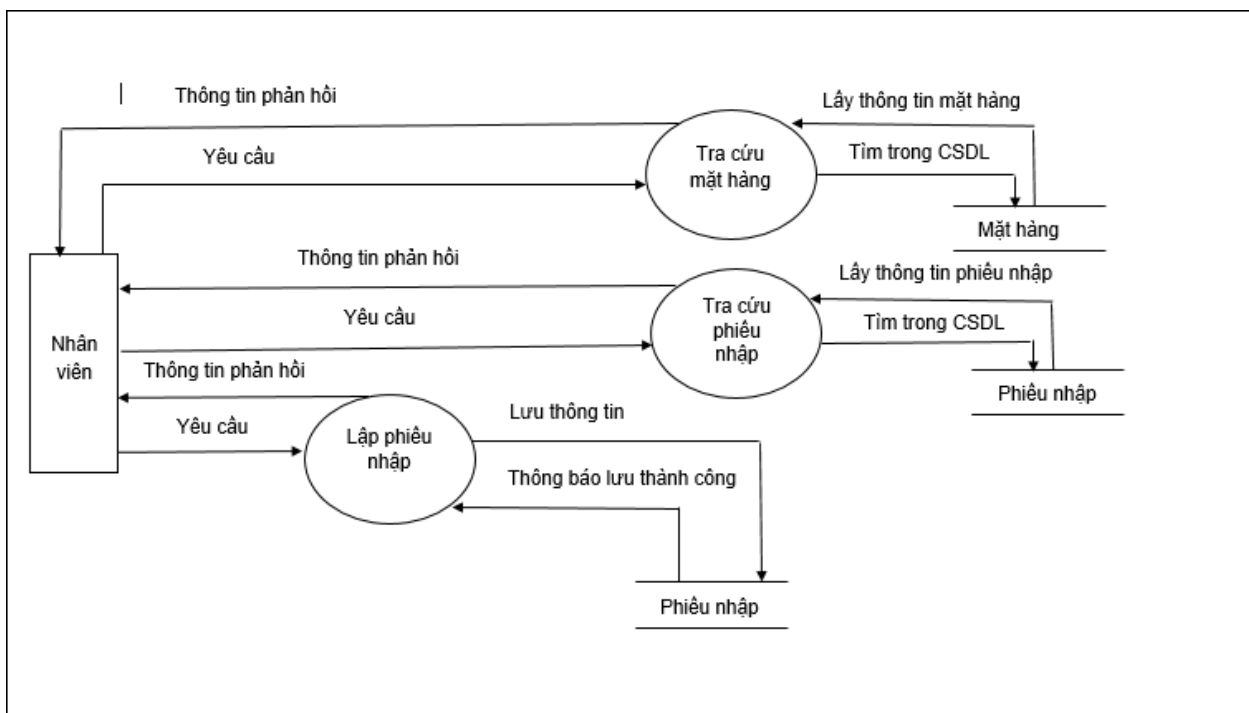 Thông tin phản hồi
Lấy thông tin mặt hàng
Yêu cầu
Tra cứu
mặt hàng
Tìm trong CSDL
Mặt hàng
Thông tin phản hồi
Lấy thông tin phiếu nhập
Yêu cầu
Tra cứu
phiếu
nhập
Tìm trong CSDL
Nhân
viên
Thông tin phản hồi
Phiếu nhập
Yêu cầu
Lập phiếu
nhập
Lưu thông tin
Thông báo lưu thành công
Phiếu nhập